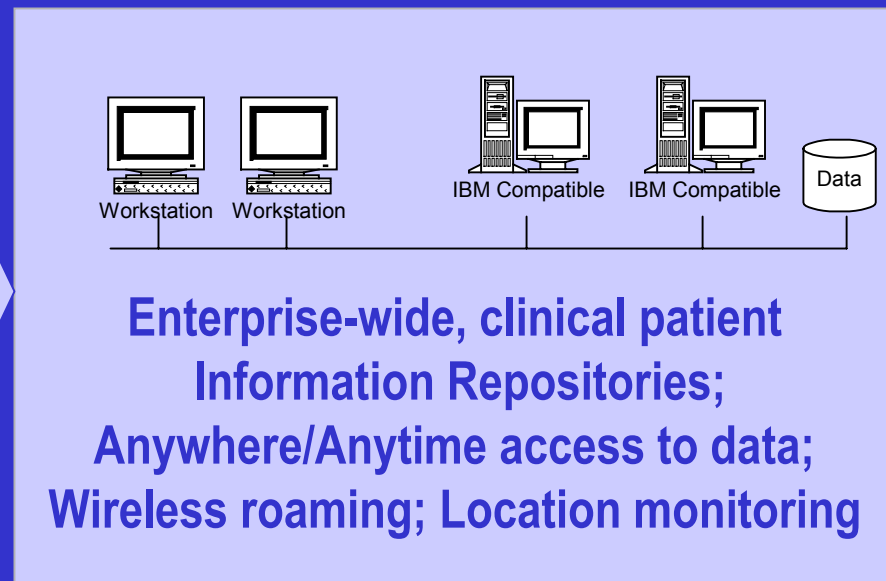 Workstation Workstation IBM Compatible IBM Compatible Data
Enterprise-wide, clinical patient
Information Repositories;
Anywhere/Anytime access to data;
Wireless roaming; Location monitoring